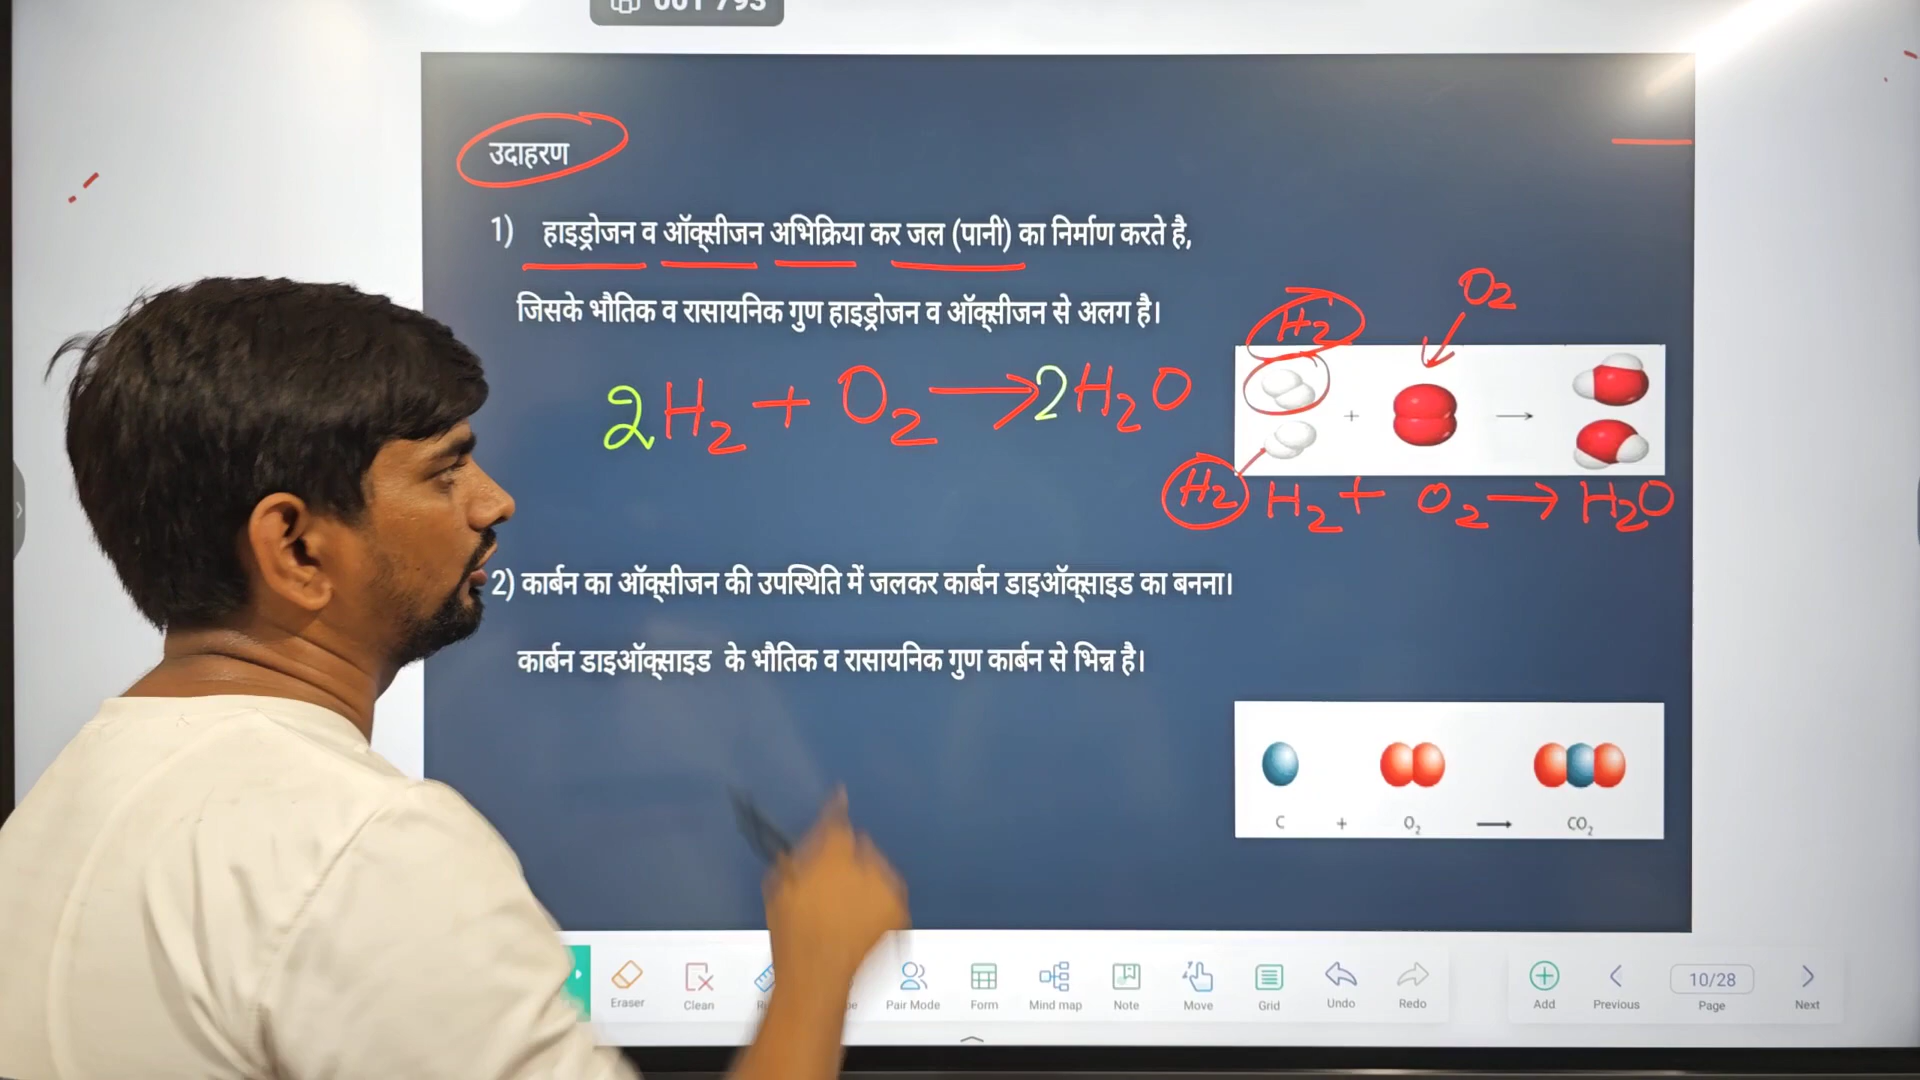 उदाहरण
1) हाइड्रोजन व ऑक्सीजन अभिक्रिया कर जल (पानी) का निर्माण करते है,
जिसके भौतिक व रासायनिक गुण हाइड्रोजन व ऑक्सीजन से अलग है।
O₂
H₂
2H₂ + O₂ → 2H₂O
+ →
H₂ H₂ + O₂ → H₂O
2) कार्बन का ऑक्सीजन की उपस्थिति में जलकर कार्बन डाइऑक्साइड का बनना।
कार्बन डाइऑक्साइड के भौतिक व रासायनिक गुण कार्बन से भिन्न है।
C + O₂ → CO₂
Eraser Clean Pair Mode Form Mind map Note Move Grid Undo Redo Add Previous 10/28 Page Next